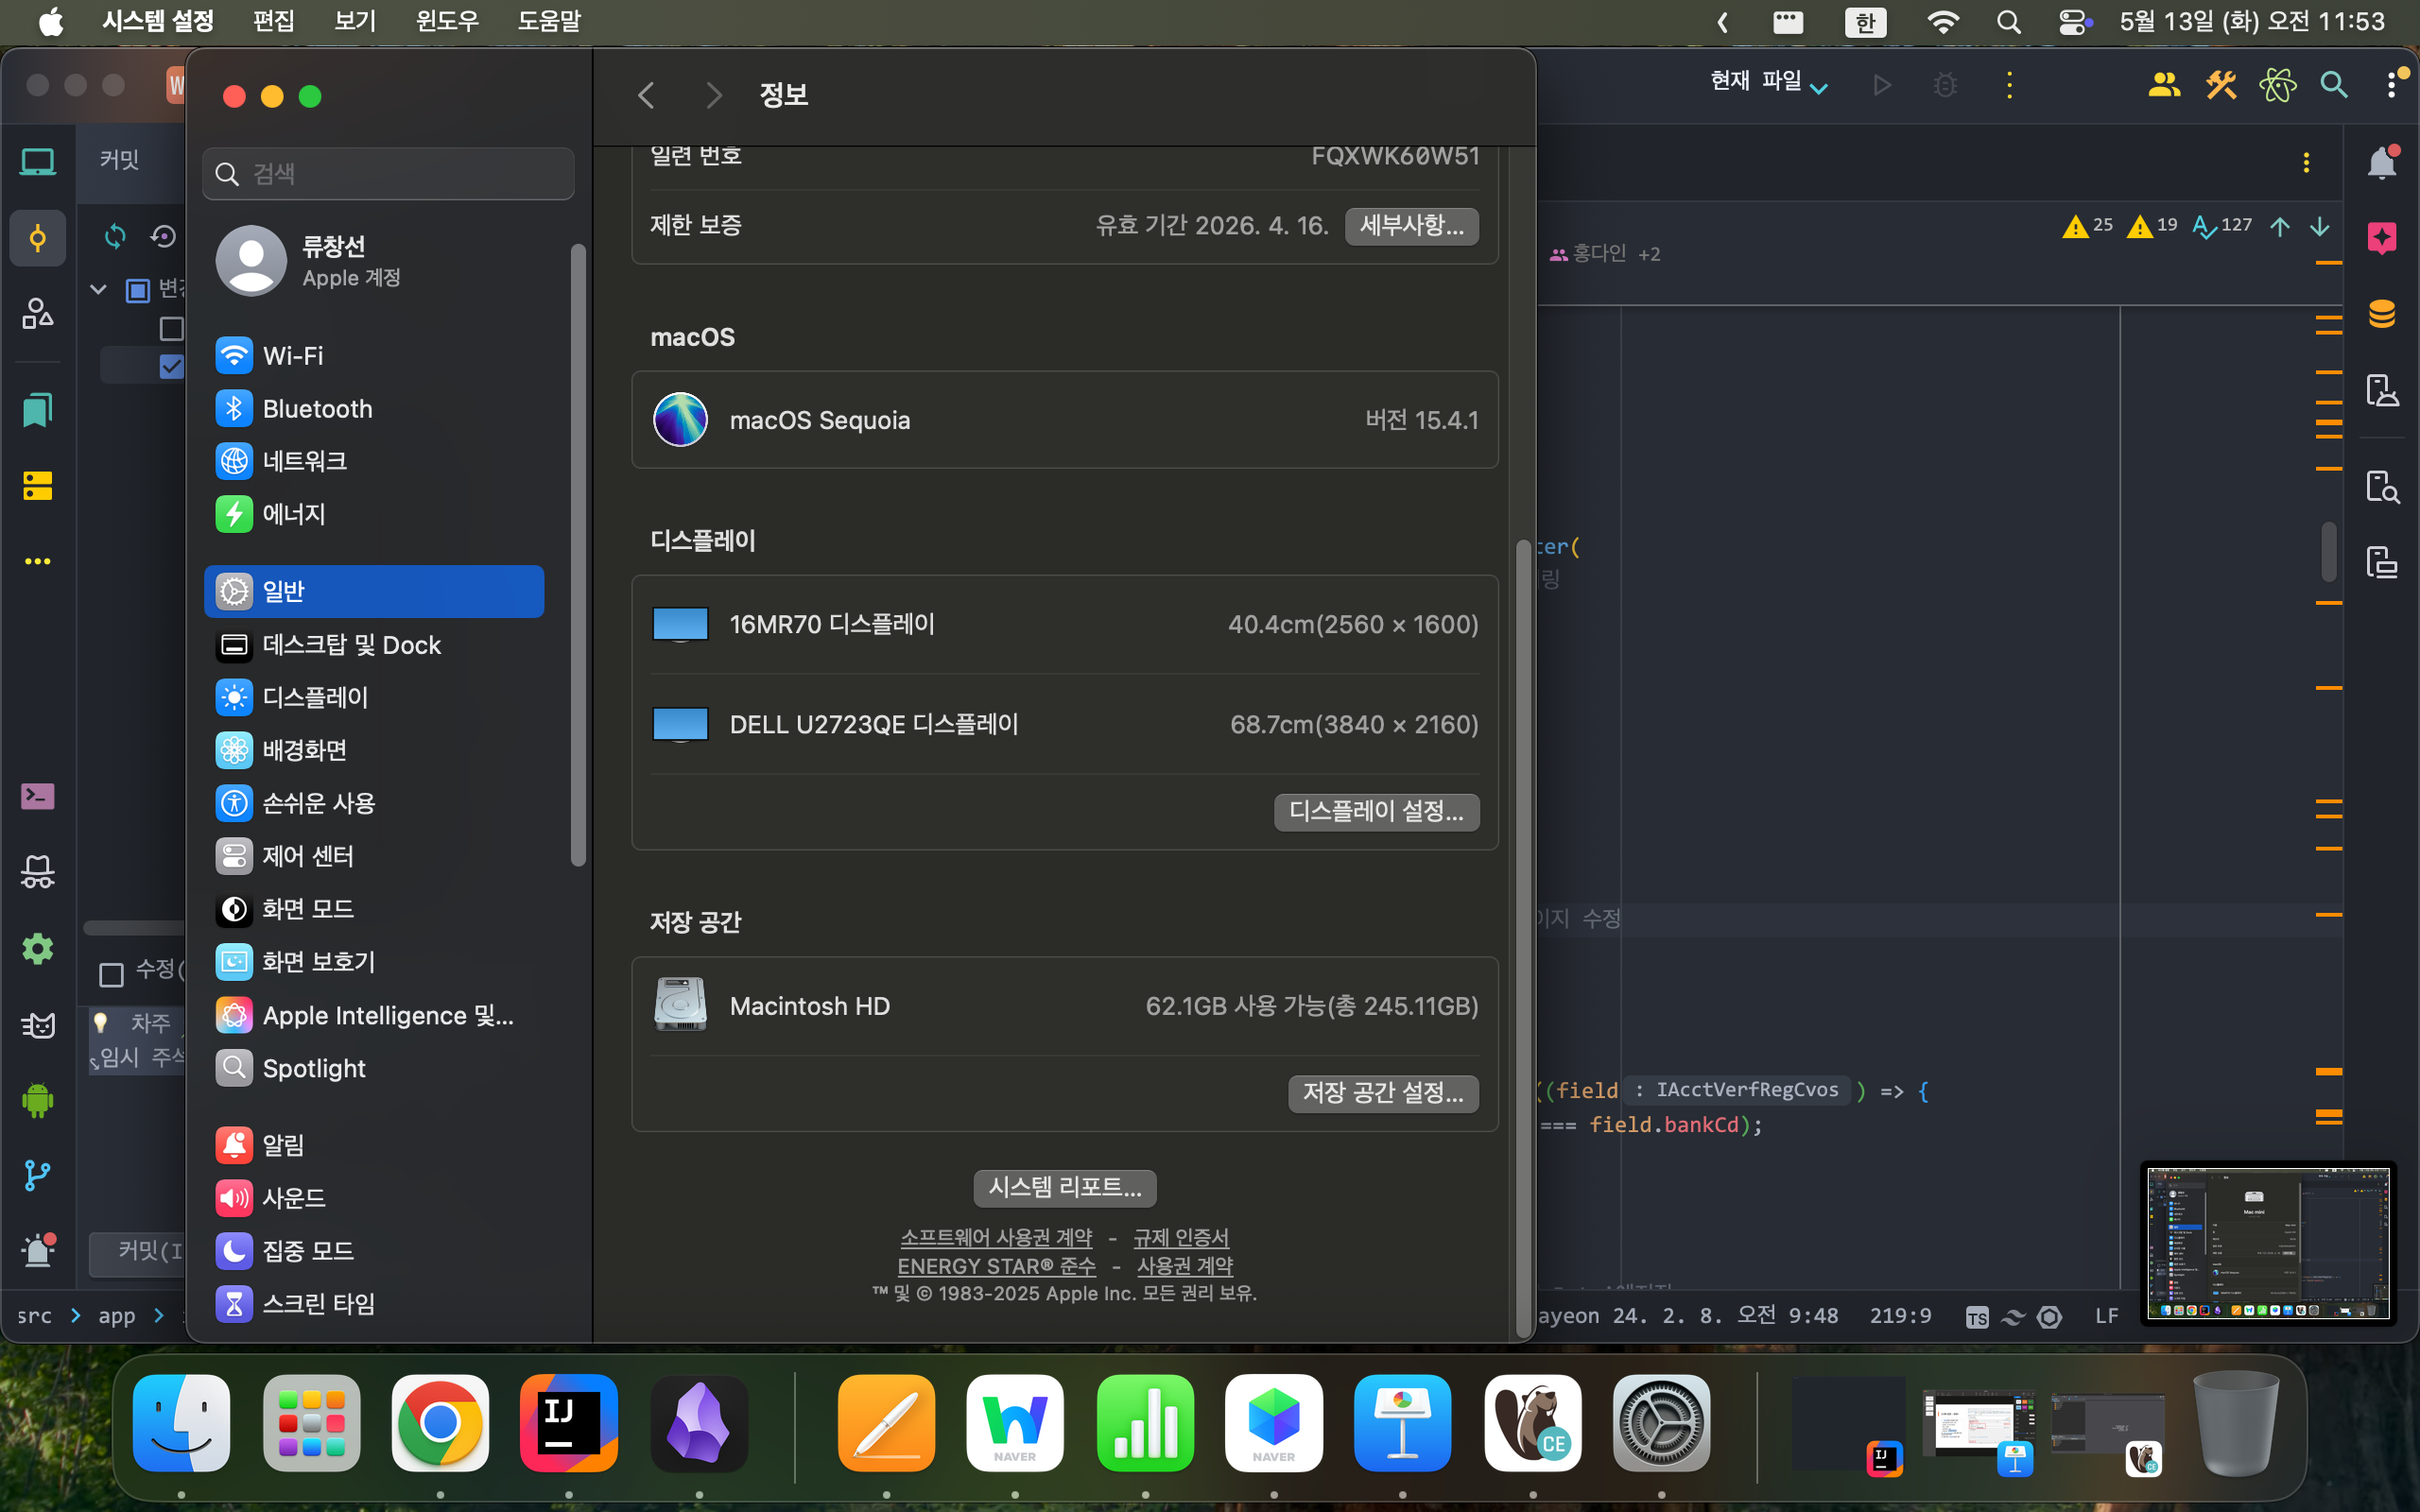 시스템 설정 편집 보기 윈도우 도움말
한 5월 13일 (화) 오전 11:53
W
정보
현재 파일
커밋
검색
일련 번호 FQXWK60W51
제한 보증 유효 기간 2026. 4. 16. 세부사항...
25 19 127
홍다인 +2
류창선
Apple 계정
Wi-Fi
Bluetooth
네트워크
에너지
일반
데스크탑 및 Dock
디스플레이
배경화면
손쉬운 사용
제어 센터
화면 모드
화면 보호기
Apple Intelligence 및...
Spotlight
알림
사운드
집중 모드
스크린 타임
macOS
macOS Sequoia 버전 15.4.1
디스플레이
16MR70 디스플레이 40.4cm(2560 × 1600)
DELL U2723QE 디스플레이 68.7cm(3840 × 2160)
디스플레이 설정...
저장 공간
Macintosh HD 62.1GB 사용 가능(총 245.11GB)
저장 공간 설정...
시스템 리포트...
소프트웨어 사용권 계약 - 규제 인증서
ENERGY STAR® 준수 - 사용권 계약
™ 및 © 1983-2025 Apple Inc. 모든 권리 보유.
ter(
링
이지 수정
((field : IAcctVerfRegCvos ) => {
=== field.bankCd);
수정(
차주
임시 주석
커밋(I
src > app >
ayeon 24. 2. 8. 오전 9:48 219:9 TS LF
Mac mini
IJ
NAVER
NAVER
CE